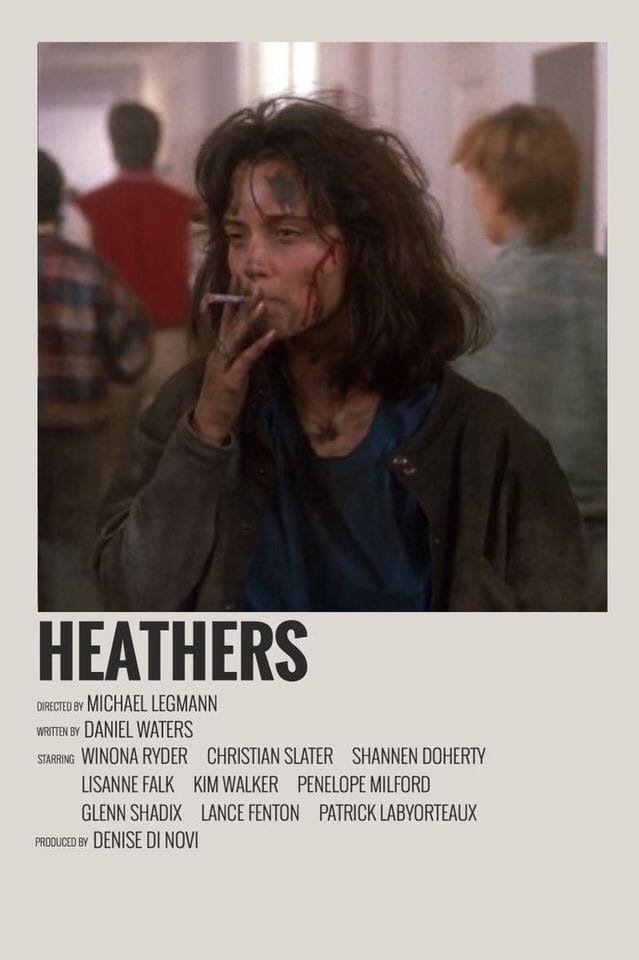 HEATHERS
DIRECTED BY MICHAEL LEGMANN
WRITTEN BY DANIEL WATERS
STARRING WINONA RYDER CHRISTIAN SLATER SHANNEN DOHERTY
LISANNE FALK KIM WALKER PENELOPE MILFORD
GLENN SHADIX LANCE FENTON PATRICK LABYORTEAUX
PRODUCED BY DENISE DI NOVI